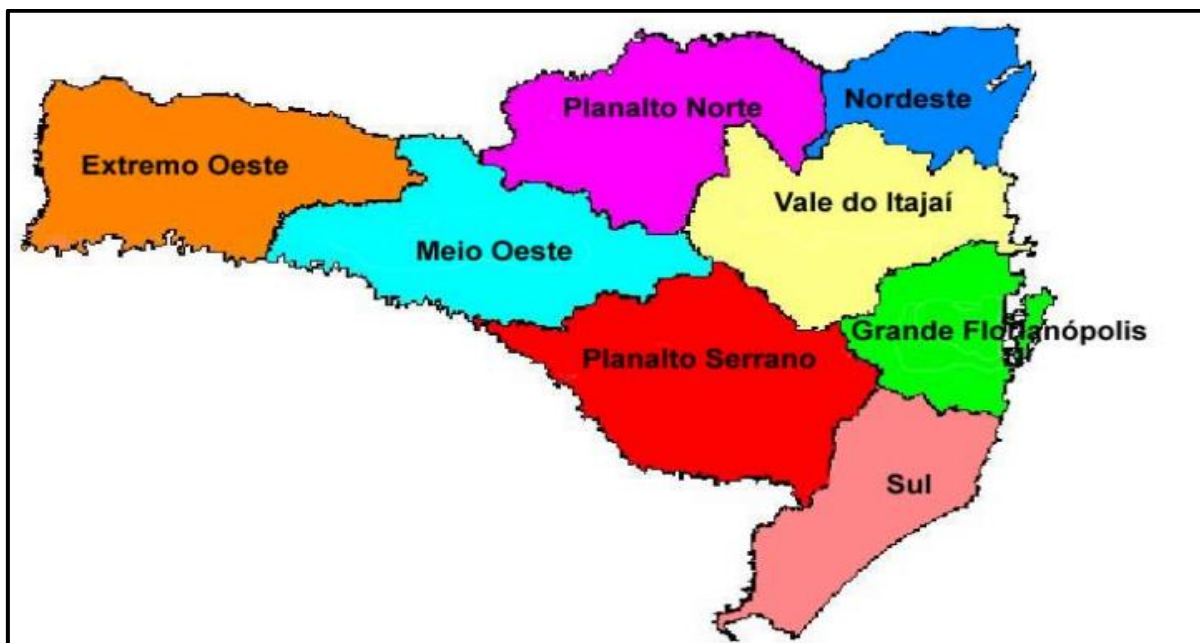 Planalto Norte
Nordeste
Extremo Oeste
Vale do Itajaí
Meio Oeste
Grande Florianópolis
Planalto Serrano
Sul